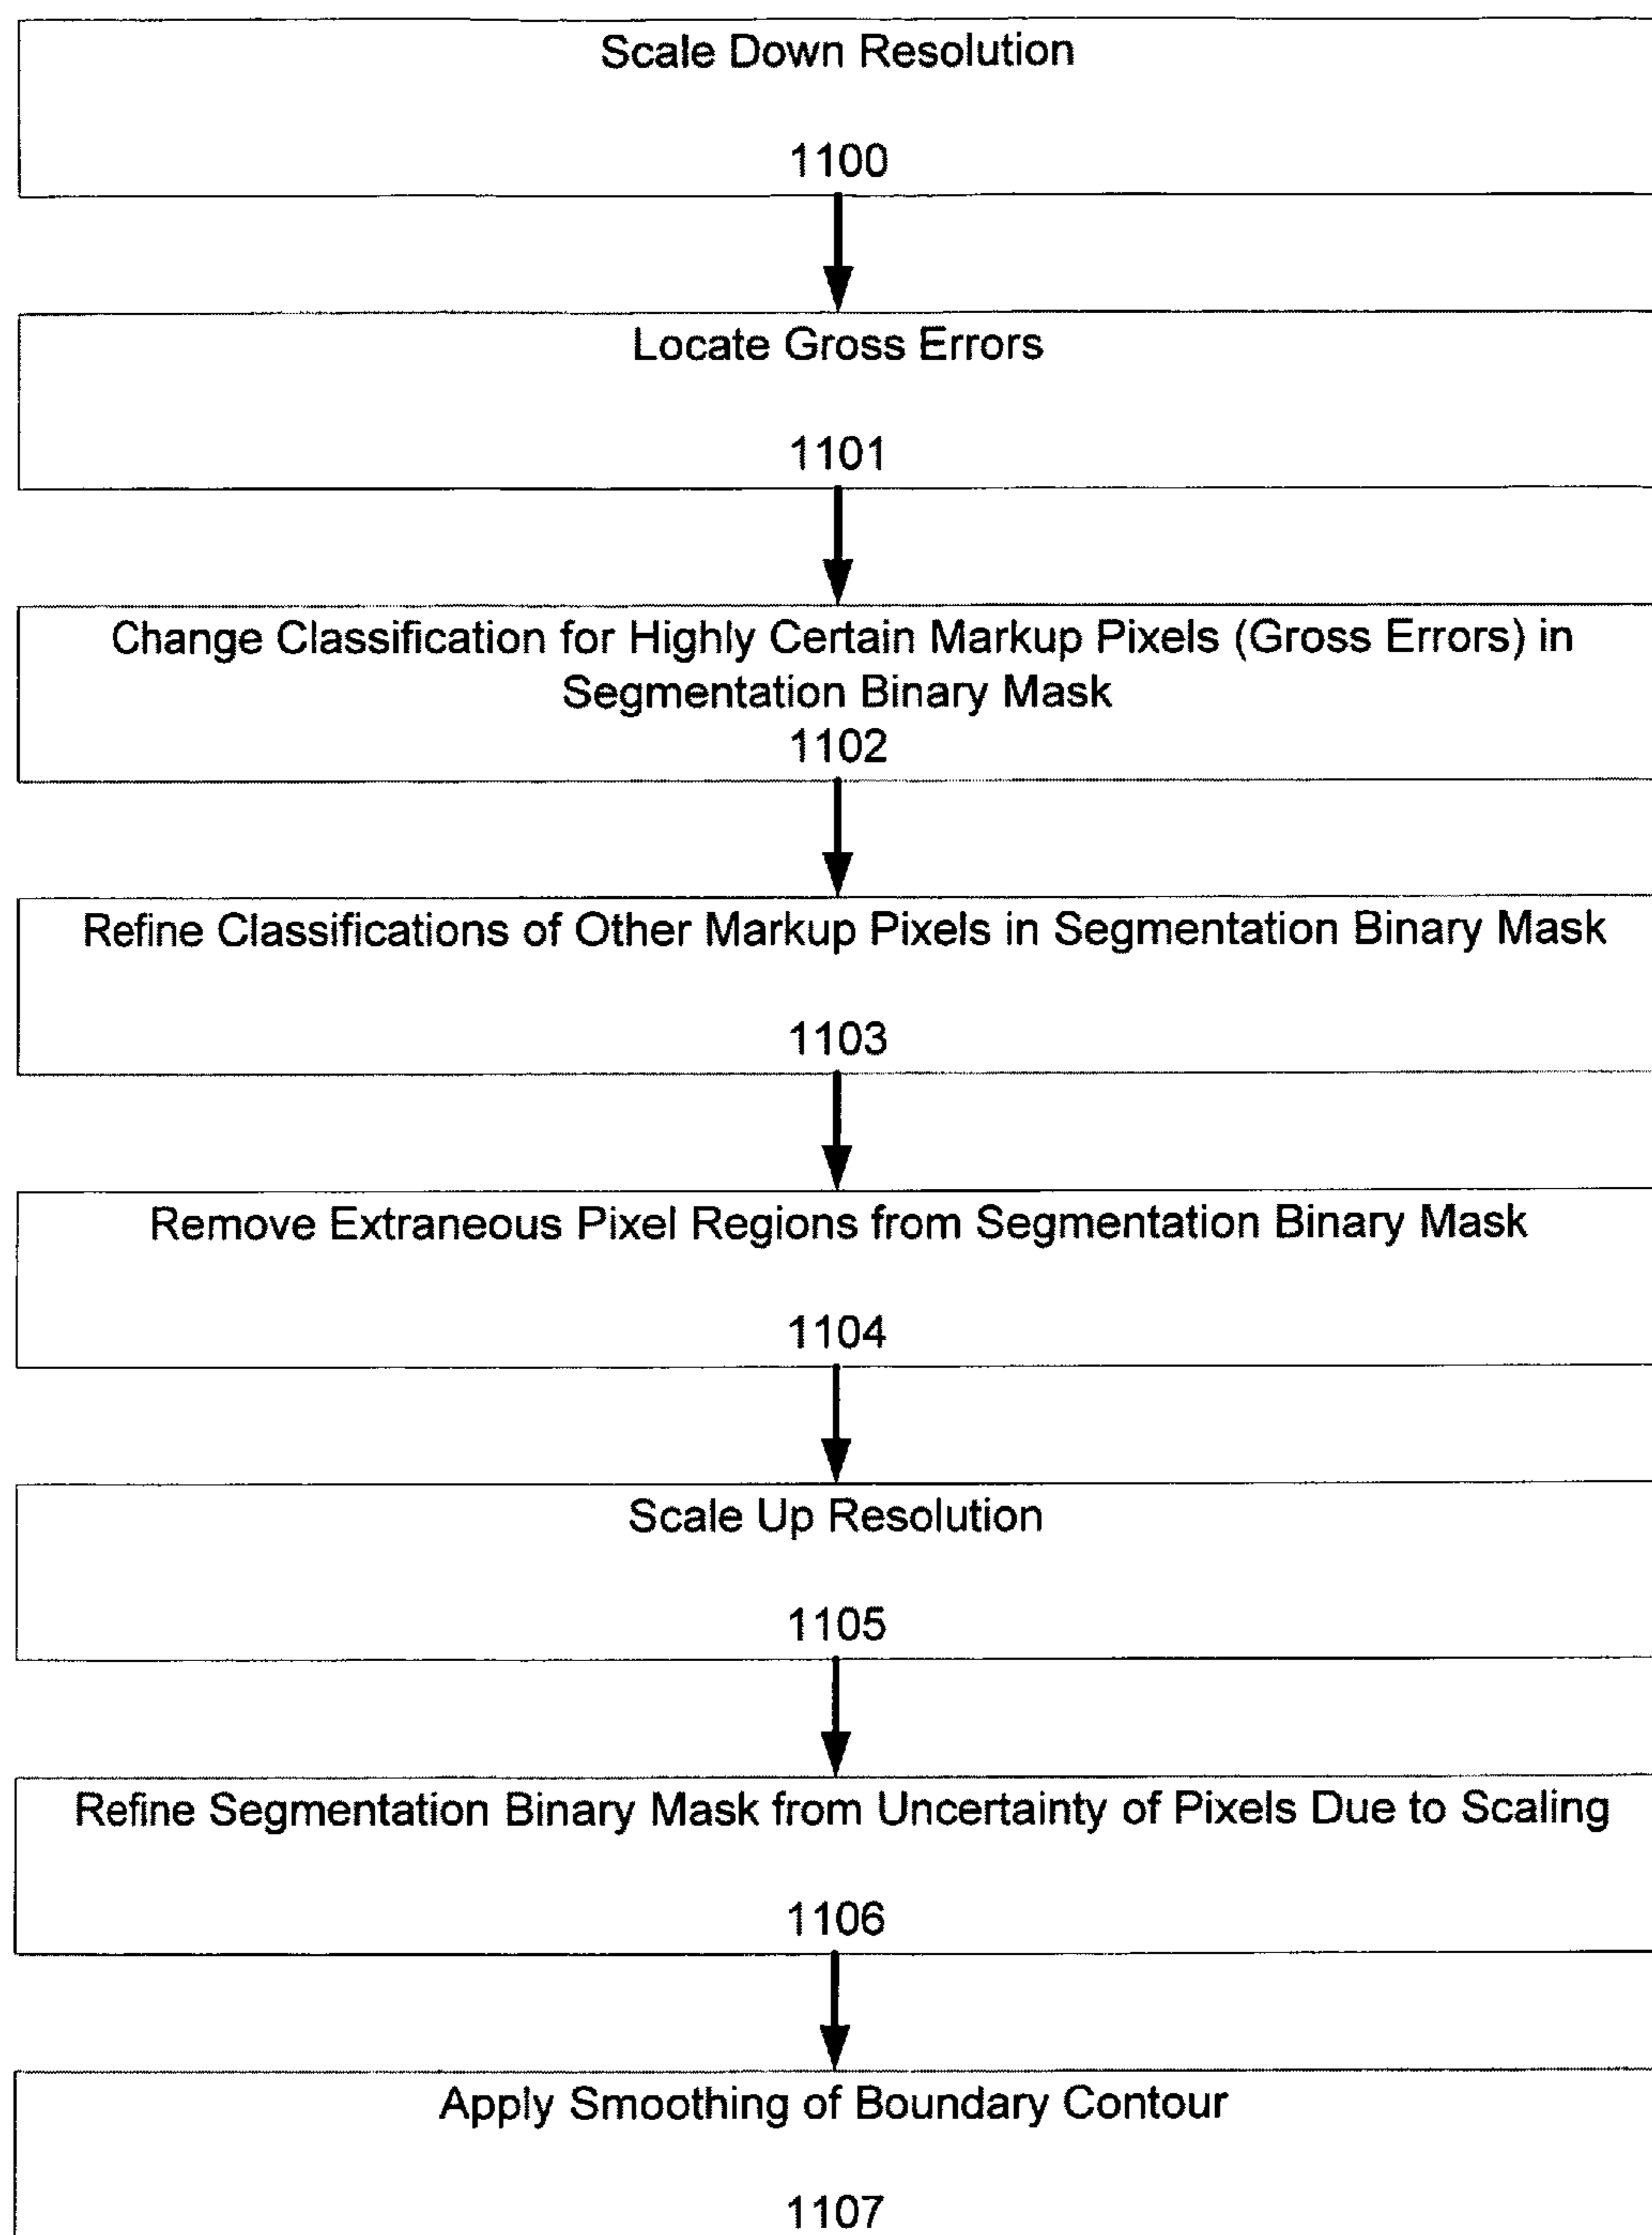 Scale Down Resolution
1100
Locate Gross Errors
1101
Change Classification for Highly Certain Markup Pixels (Gross Errors) in
Segmentation Binary Mask
1102
Refine Classifications of Other Markup Pixels in Segmentation Binary Mask
1103
Remove Extraneous Pixel Regions from Segmentation Binary Mask
1104
Scale Up Resolution
1105
Refine Segmentation Binary Mask from Uncertainty of Pixels Due to Scaling
1106
Apply Smoothing of Boundary Contour
1107